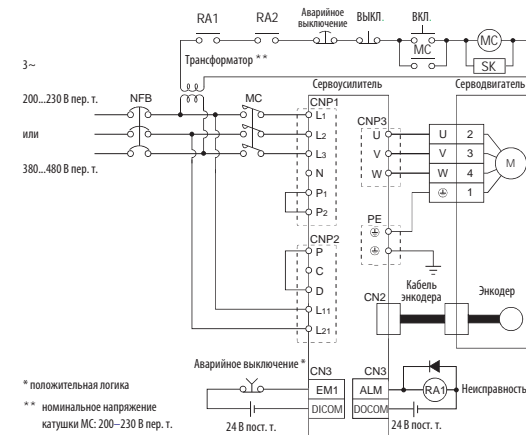 RA1 RA2 Аварийное выключение ВЫКЛ. ВКЛ.
MC MC
SK
3~
Трансформатор **
Сервоусилитель Серводвигатель
200...230 В пер. т. NFB MC CNP1
или
380...480 В пер. т.
L1
L2
L3
N
P1
P2
CNP3
U U 2
V V 3
W W 4
1
M
PE
CNP2
P
C
D
L11
L21
CN2
Кабель
энкодера
Энкодер
Аварийное выключение *
CN3 CN3
EM1 ALM RA1 Неисправность
DICOM DOCOM
24 В пост. т. 24 В пост. т.
* положительная логика
** номинальное напряжение
катушки МС: 200–230 В пер. т.